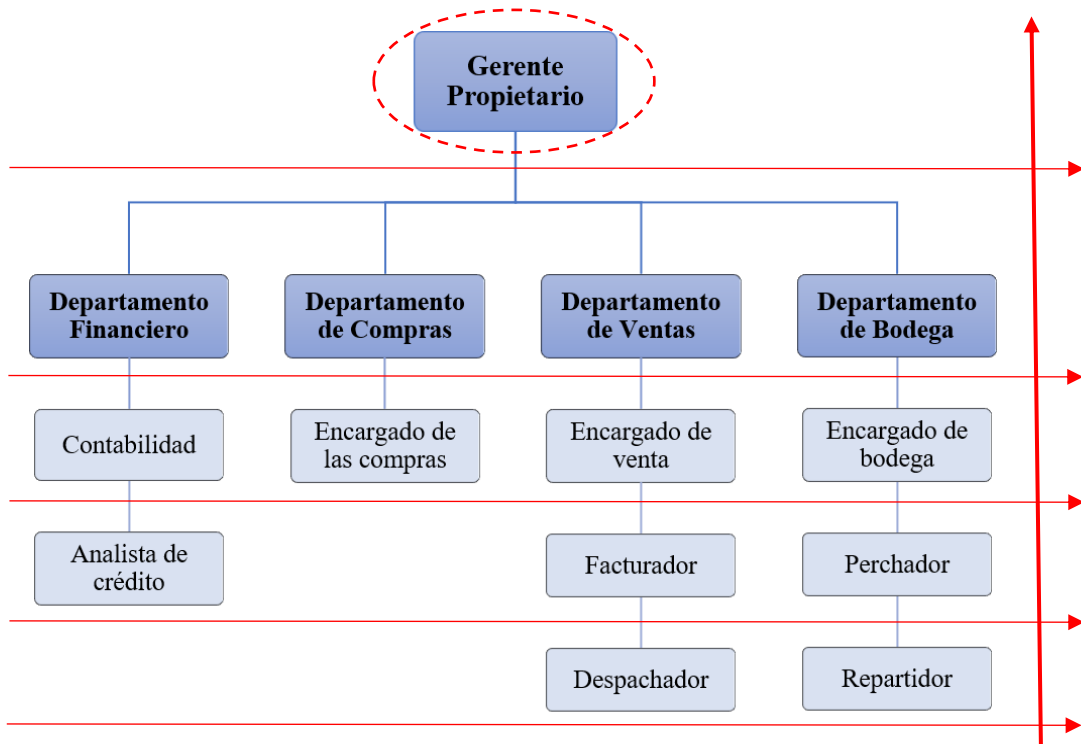 Gerente
Propietario
Departamento
Financiero
Departamento
de Compras
Departamento
de Ventas
Departamento
de Bodega
Contabilidad
Encargado de
las compras
Encargado de
venta
Encargado de
bodega
Analista de
crédito
Facturador
Perchador
Despachador
Repartidor